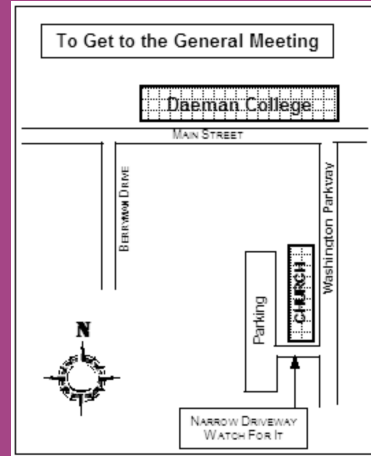 To Get to the General Meeting
Daeman College
MAIN STREET
BERRYMAN DRIVE
Washington Parkway
CHURCH
Parking
N
NARROW DRIVEWAY
WATCH FOR IT